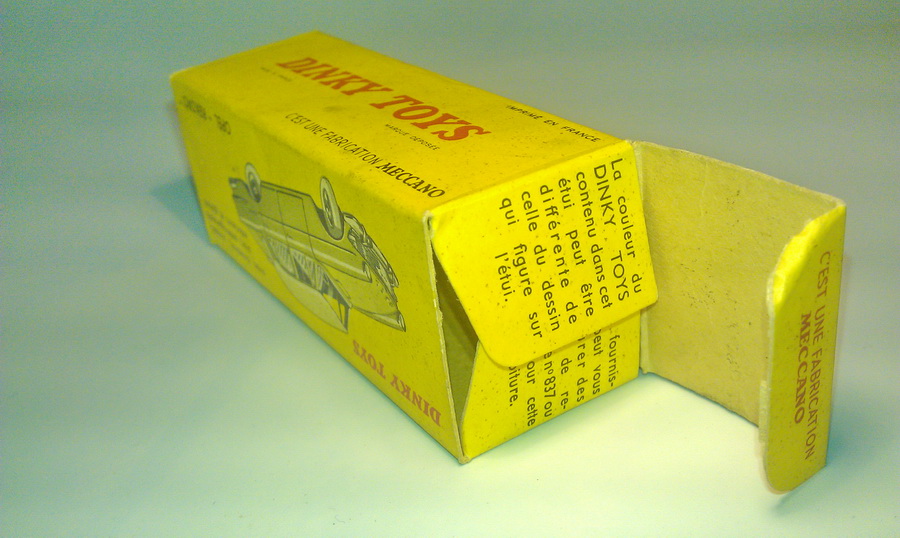 DINKY TOYS
MARQUE DÉPOSÉE
C'EST UNE FABRICATION MECCANO
IMPRIMÉ EN FRANCE
DINKY TOYS
La couleur du
DINKY TOYS
contenu dans cet
étui peut être
différente de
celle du dessin
qui figure sur
l'étui.
fournis-
peut vous
des
de re-
n° 837 ou
cette
C'EST UNE FABRICATION
MECCANO